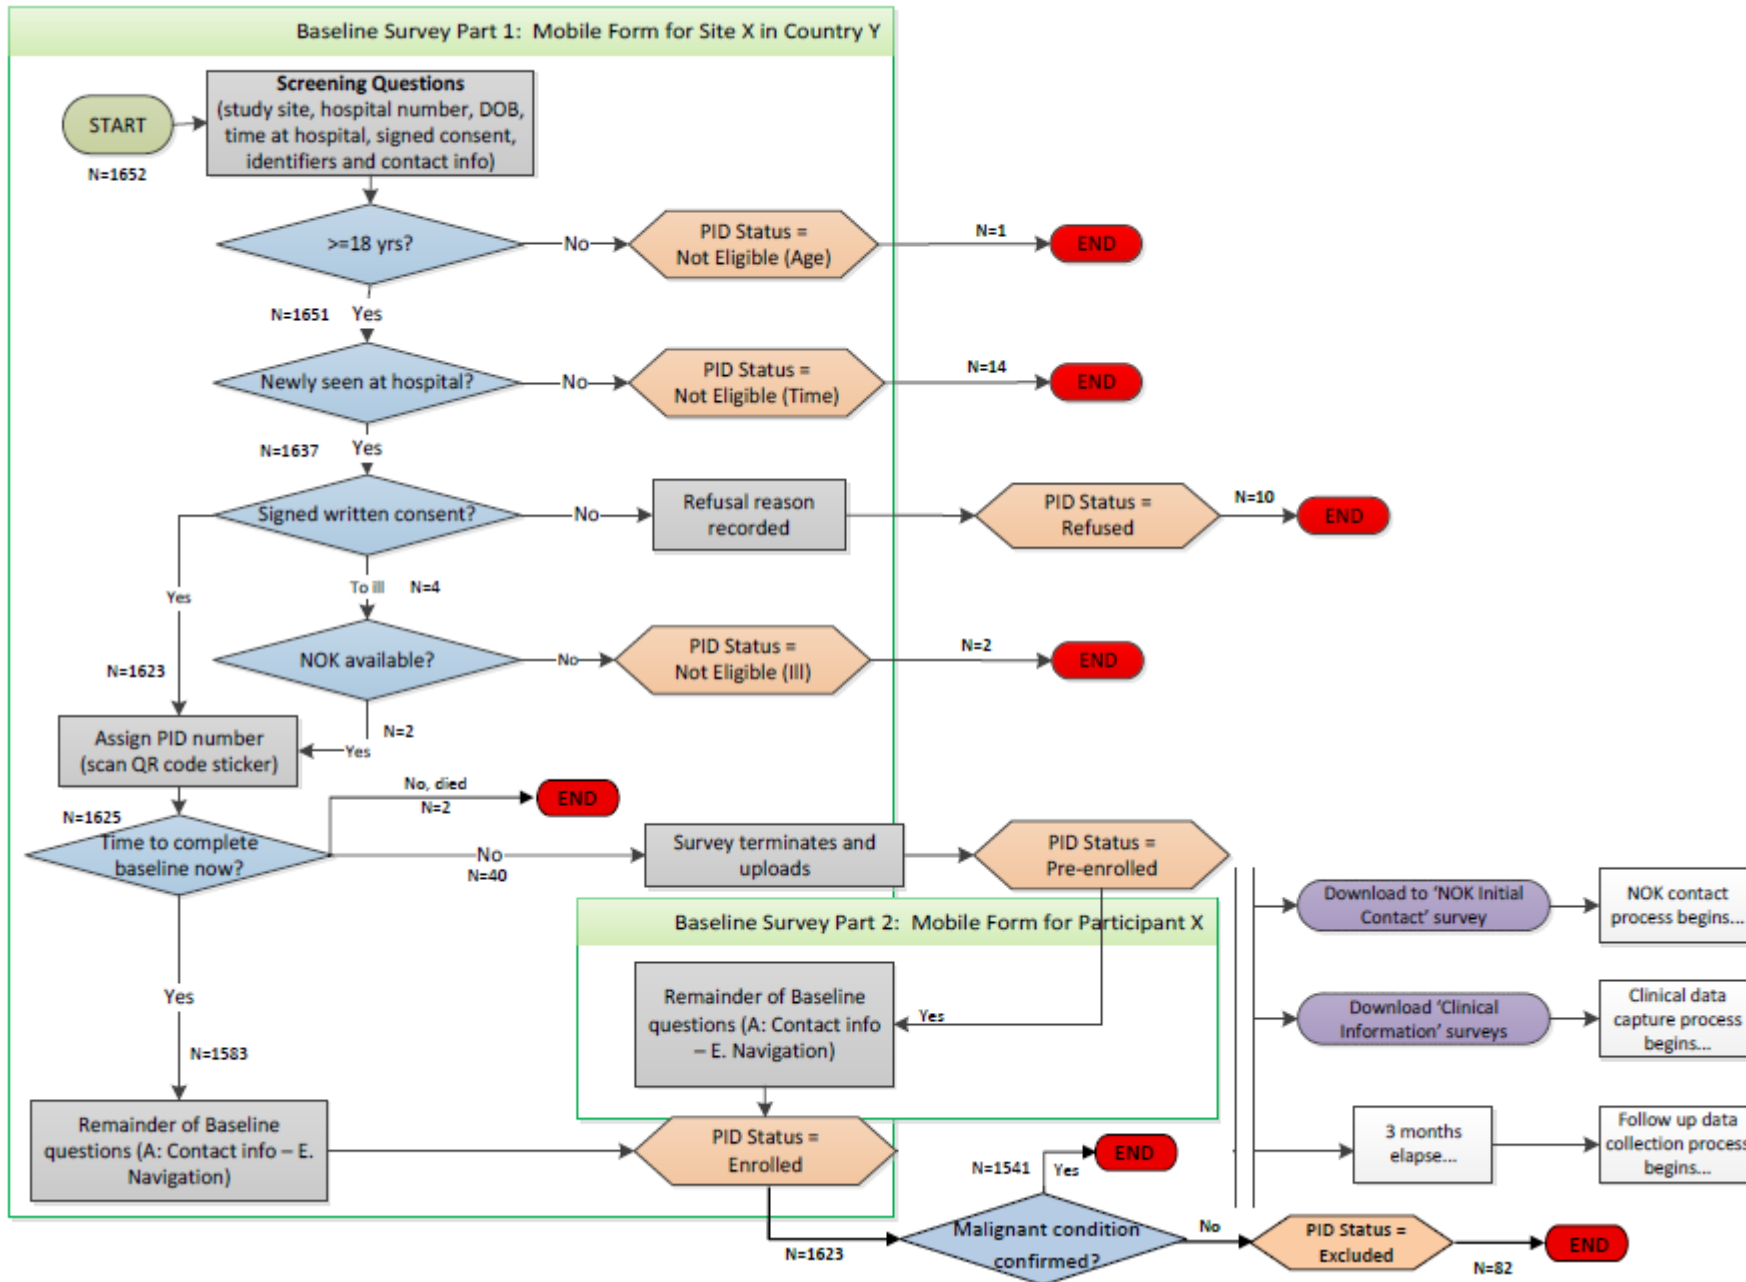 Baseline Survey Part 1:  Mobile Form for Site X in Country Y
START
N=1652
Screening Questions
(study site, hospital number, DOB,
time at hospital, signed consent,
identifiers and contact info)
>=18 yrs?
No
PID Status =
Not Eligible (Age)
N=1
END
N=1651
Yes
Newly seen at hospital?
No
PID Status =
Not Eligible (Time)
N=14
END
N=1637
Yes
Signed written consent?
No
Refusal reason
recorded
PID Status =
Refused
N=10
END
To ill
N=4
Yes
NOK available?
No
PID Status =
Not Eligible (Ill)
N=2
END
N=1623
N=2
Yes
Assign PID number
(scan QR code sticker)
No, died
N=2
END
N=1625
Time to complete
baseline now?
No
N=40
Survey terminates and
uploads
PID Status =
Pre-enrolled
Download to ‘NOK Initial
Contact’ survey
NOK contact
process begins...
Baseline Survey Part 2:  Mobile Form for Participant X
Remainder of Baseline
questions (A: Contact info
– E. Navigation)
Yes
Download ‘Clinical
Information’ surveys
Clinical data
capture process
begins...
Yes
N=1583
Remainder of Baseline
questions (A: Contact info – E.
Navigation)
PID Status =
Enrolled
3 months
elapse...
Follow up data
collection process
begins...
N=1541
Yes
END
N=1623
Malignant condition
confirmed?
No
PID Status =
Excluded
N=82
END